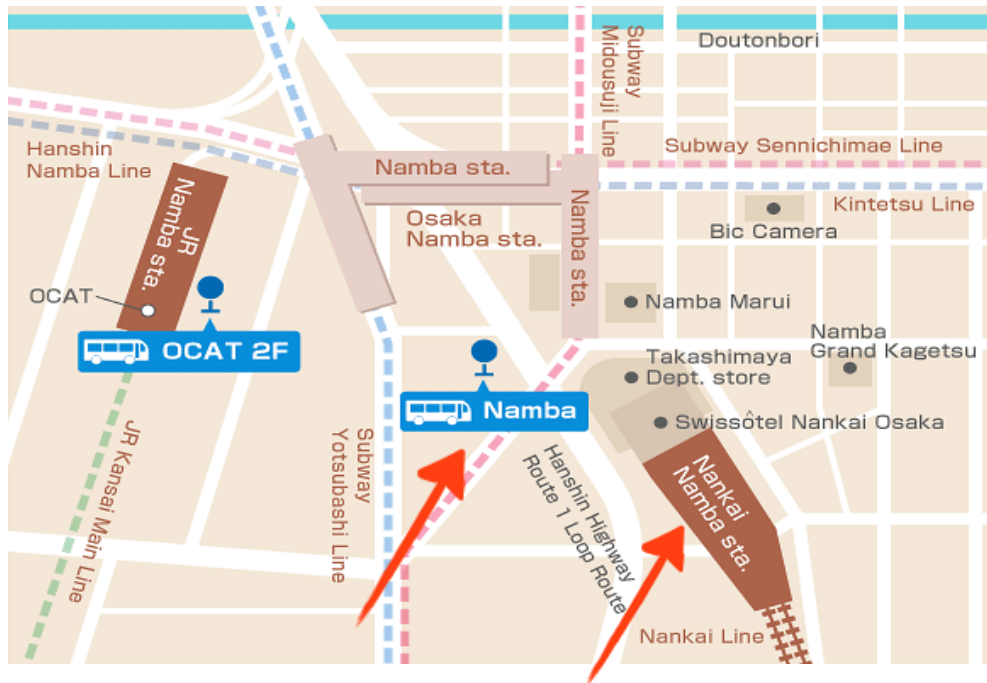 Doutonbori
Subway
Midousuji Line
Hanshin
Namba Line
Subway Sennichimae Line
Namba sta.
Kintetsu Line
Osaka
Namba sta.
Namba sta.
JR
Namba sta.
Bic Camera
OCAT
OCAT 2F
Namba Marui
Namba
Grand Kagetsu
Takashimaya
Dept. store
Namba
Swissôtel Nankai Osaka
JR Kansai Main Line
Subway
Yotsubashi Line
Hanshin Highway
Route 1 Loop Route
Nankai
Namba sta.
Nankai Line